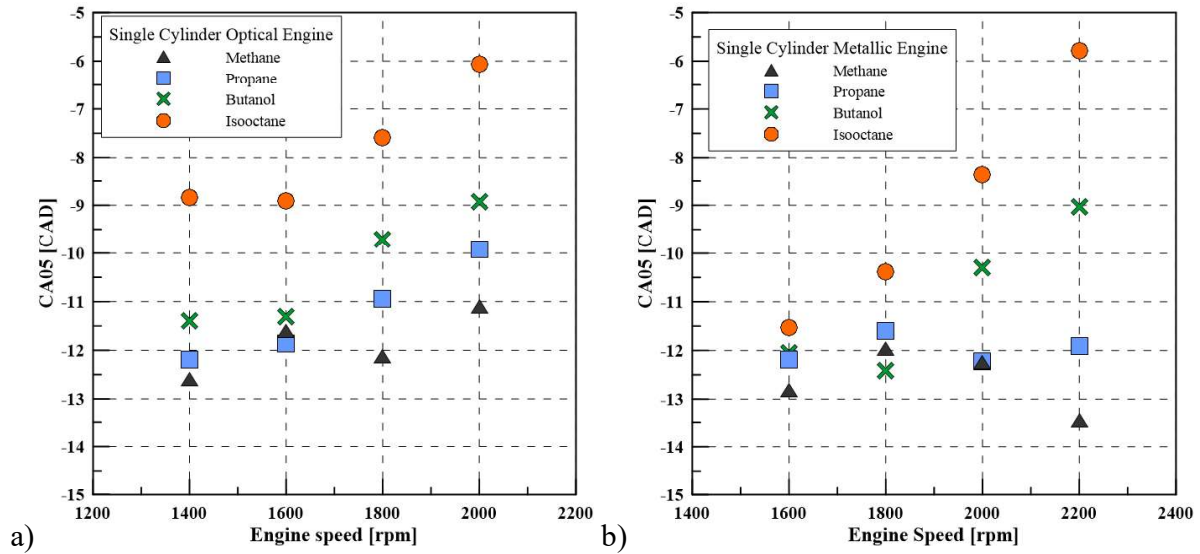 -5
-6
-7
-8
-9
-10
-11
-12
-13
-14
-15
CA05 [CAD]
Single Cylinder Optical Engine
Methane
Propane
Butanol
Isooctane
1200 1400 1600 1800 2000 2200
Engine speed [rpm]
a)
-5
-6
-7
-8
-9
-10
-11
-12
-13
-14
-15
CA05 [CAD]
Single Cylinder Metallic Engine
Methane
Propane
Butanol
Isooctane
1400 1600 1800 2000 2200 2400
Engine Speed [rpm]
b)